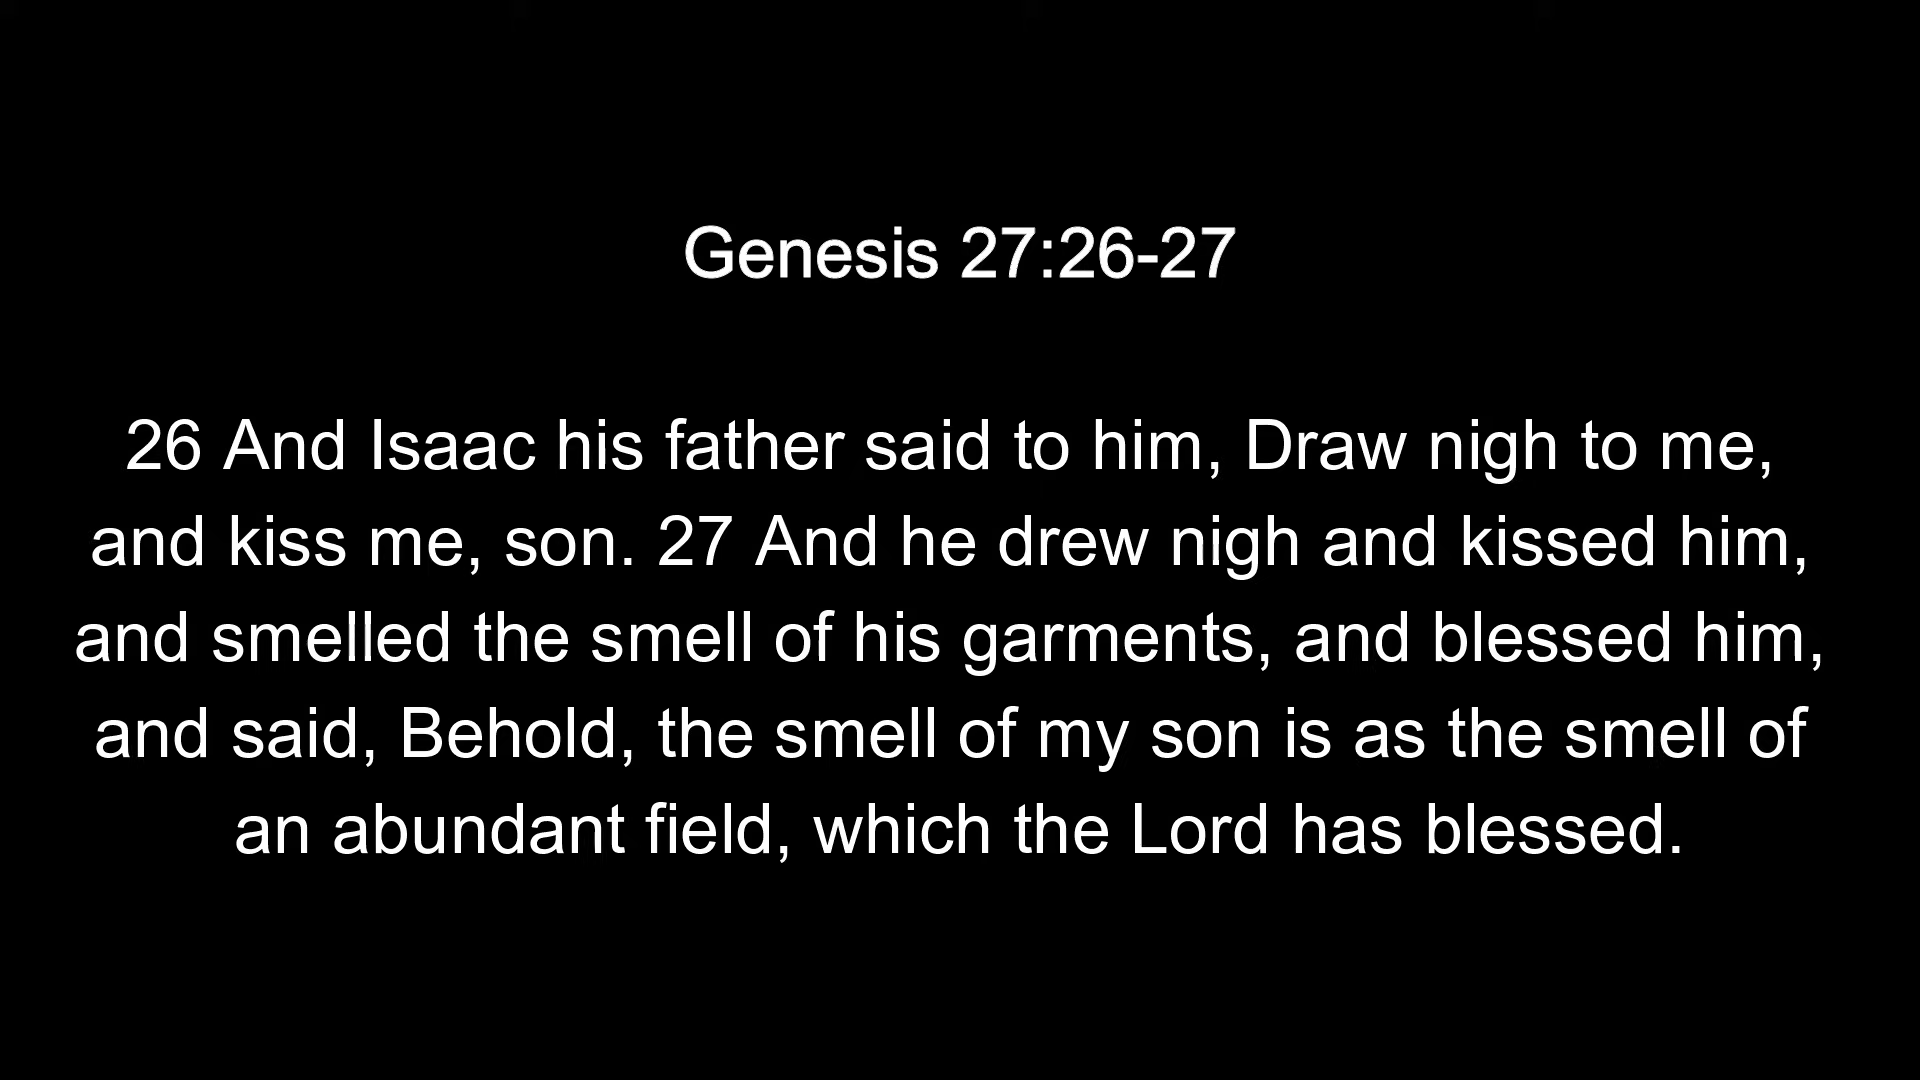 Genesis 27:26-27
26 And Isaac his father said to him, Draw nigh to me,
and kiss me, son. 27 And he drew nigh and kissed him,
and smelled the smell of his garments, and blessed him,
and said, Behold, the smell of my son is as the smell of
an abundant field, which the Lord has blessed.